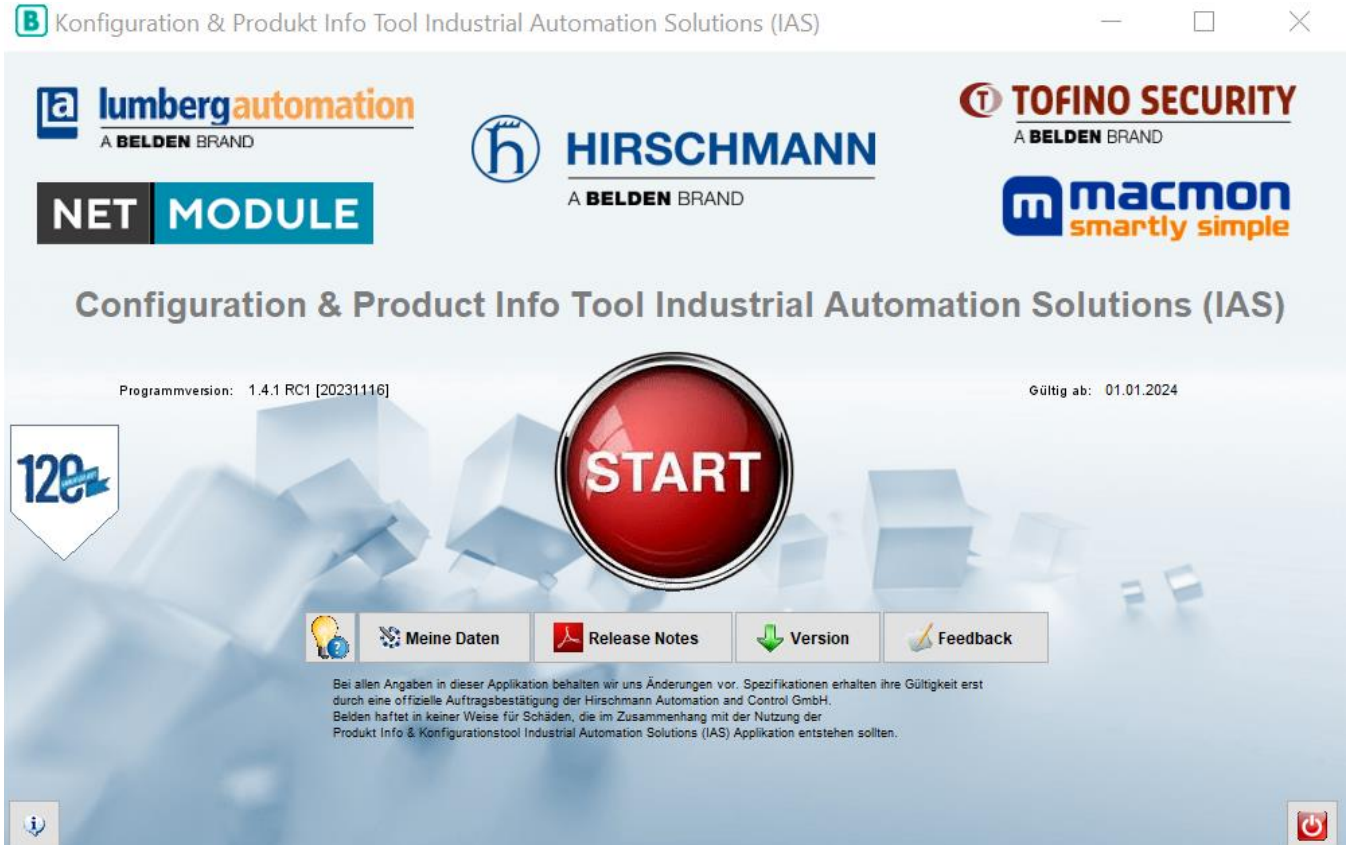 B Konfiguration & Produkt Info Tool Industrial Automation Solutions (IAS)
la lumbergautomation
A BELDEN BRAND
HIRSCHMANN
A BELDEN BRAND
T TOFINO SECURITY
A BELDEN BRAND
NET MODULE
m macmon
smartly simple
Configuration & Product Info Tool Industrial Automation Solutions (IAS)
Programmversion: 1.4.1 RC1 [20231116]
Gültig ab: 01.01.2024
120
START
Meine Daten
Release Notes
Version
Feedback
Bei allen Angaben in dieser Applikation behalten wir uns Änderungen vor. Spezifikationen erhalten ihre Gültigkeit erst
durch eine offizielle Auftragsbestätigung der Hirschmann Automation and Control GmbH.
Belden haftet in keiner Weise für Schäden, die im Zusammenhang mit der Nutzung der
Produkt Info & Konfigurationstool Industrial Automation Solutions (IAS) Applikation entstehen sollten.